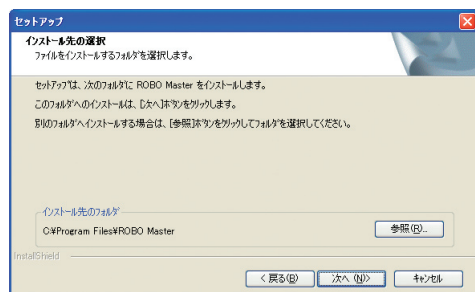 セットアップ
インストール先の選択
ファイルをインストールするフォルダを選択します。
セットアップは、次のフォルダに ROBO Master をインストールします。
このフォルダへのインストールは、[次へ]ボタンをクリックします。
別のフォルダへインストールする場合は、[参照]ボタンをクリックしてフォルダを選択してください。
インストール先のフォルダ
C:¥Program Files¥ROBO Master
参照(R)...
InstallShield
< 戻る(B)
次へ (N)>
キャンセル